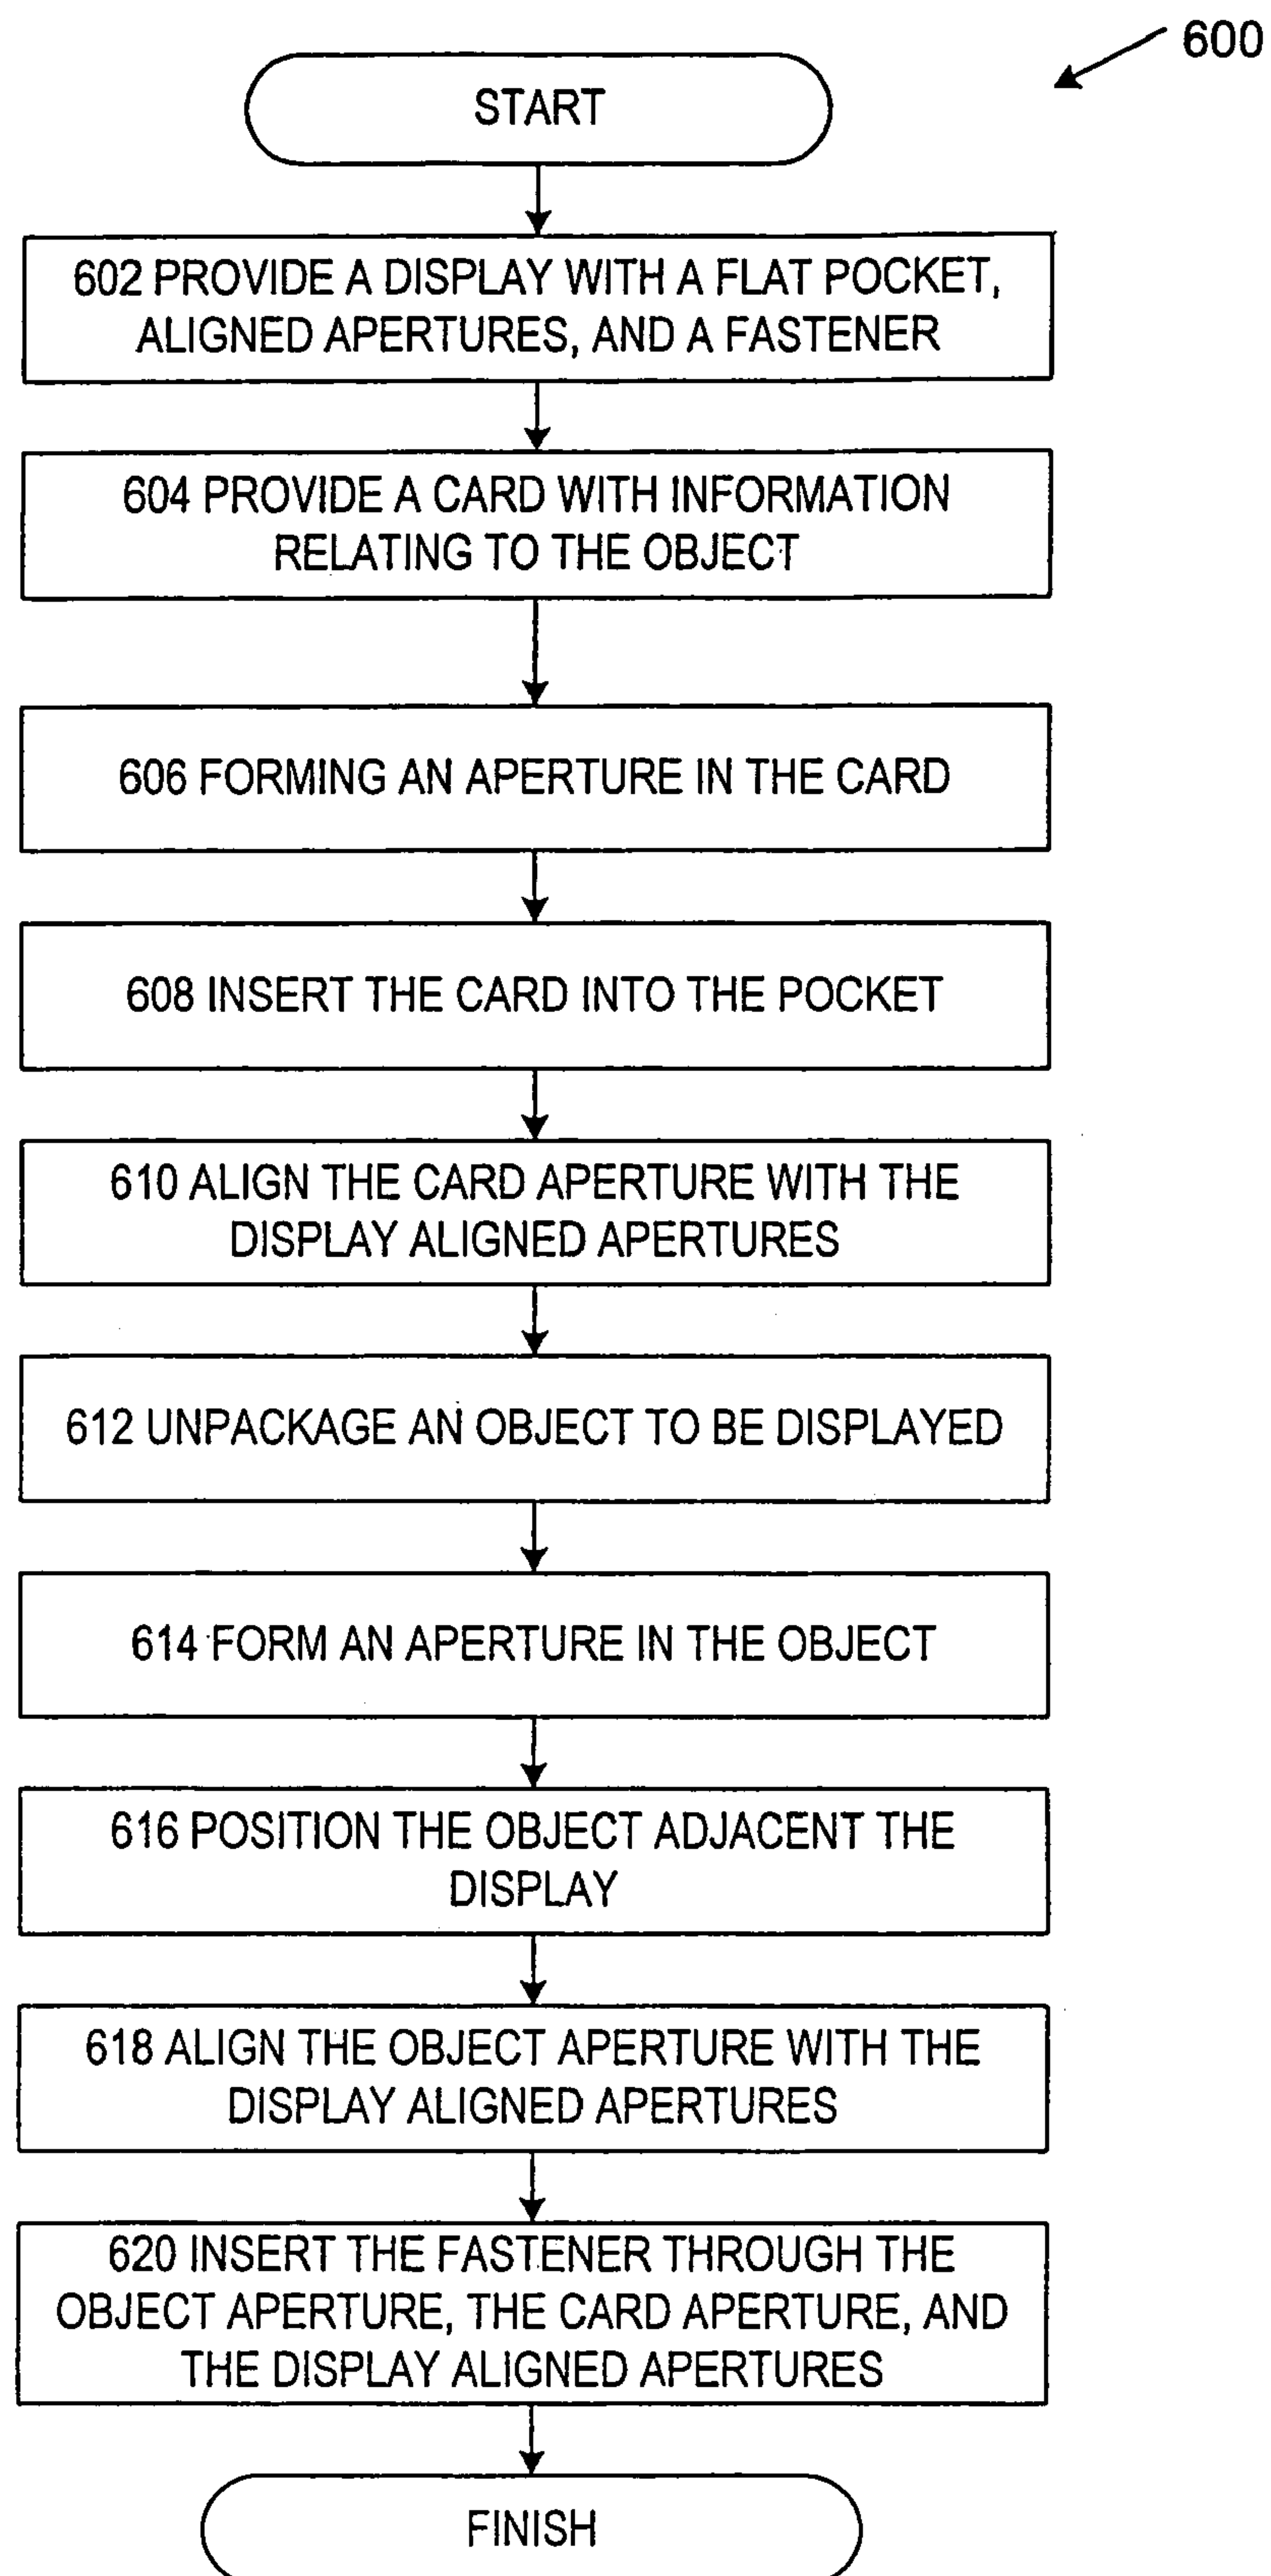 600
START
602 PROVIDE A DISPLAY WITH A FLAT POCKET,
ALIGNED APERTURES, AND A FASTENER
604 PROVIDE A CARD WITH INFORMATION
RELATING TO THE OBJECT
606 FORMING AN APERTURE IN THE CARD
608 INSERT THE CARD INTO THE POCKET
610 ALIGN THE CARD APERTURE WITH THE
DISPLAY ALIGNED APERTURES
612 UNPACKAGE AN OBJECT TO BE DISPLAYED
614 FORM AN APERTURE IN THE OBJECT
616 POSITION THE OBJECT ADJACENT THE
DISPLAY
618 ALIGN THE OBJECT APERTURE WITH THE
DISPLAY ALIGNED APERTURES
620 INSERT THE FASTENER THROUGH THE
OBJECT APERTURE, THE CARD APERTURE, AND
THE DISPLAY ALIGNED APERTURES
FINISH